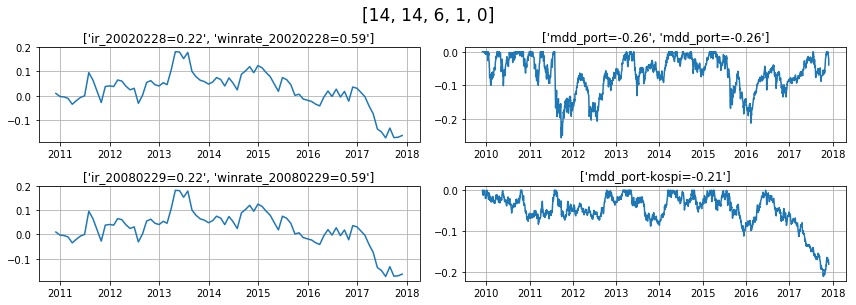 [14, 14, 6, 1, 0]
['ir_20020228=0.22', 'winrate_20020228=0.59']
0.2
0.1
0.0
−0.1
2011 2012 2013 2014 2015 2016 2017 2018
['mdd_port=-0.26', 'mdd_port=-0.26']
0.0
−0.1
−0.2
2010 2011 2012 2013 2014 2015 2016 2017 2018
['ir_20080229=0.22', 'winrate_20080229=0.59']
0.2
0.1
0.0
−0.1
2011 2012 2013 2014 2015 2016 2017 2018
['mdd_port-kospi=-0.21']
0.0
−0.1
−0.2
2010 2011 2012 2013 2014 2015 2016 2017 2018